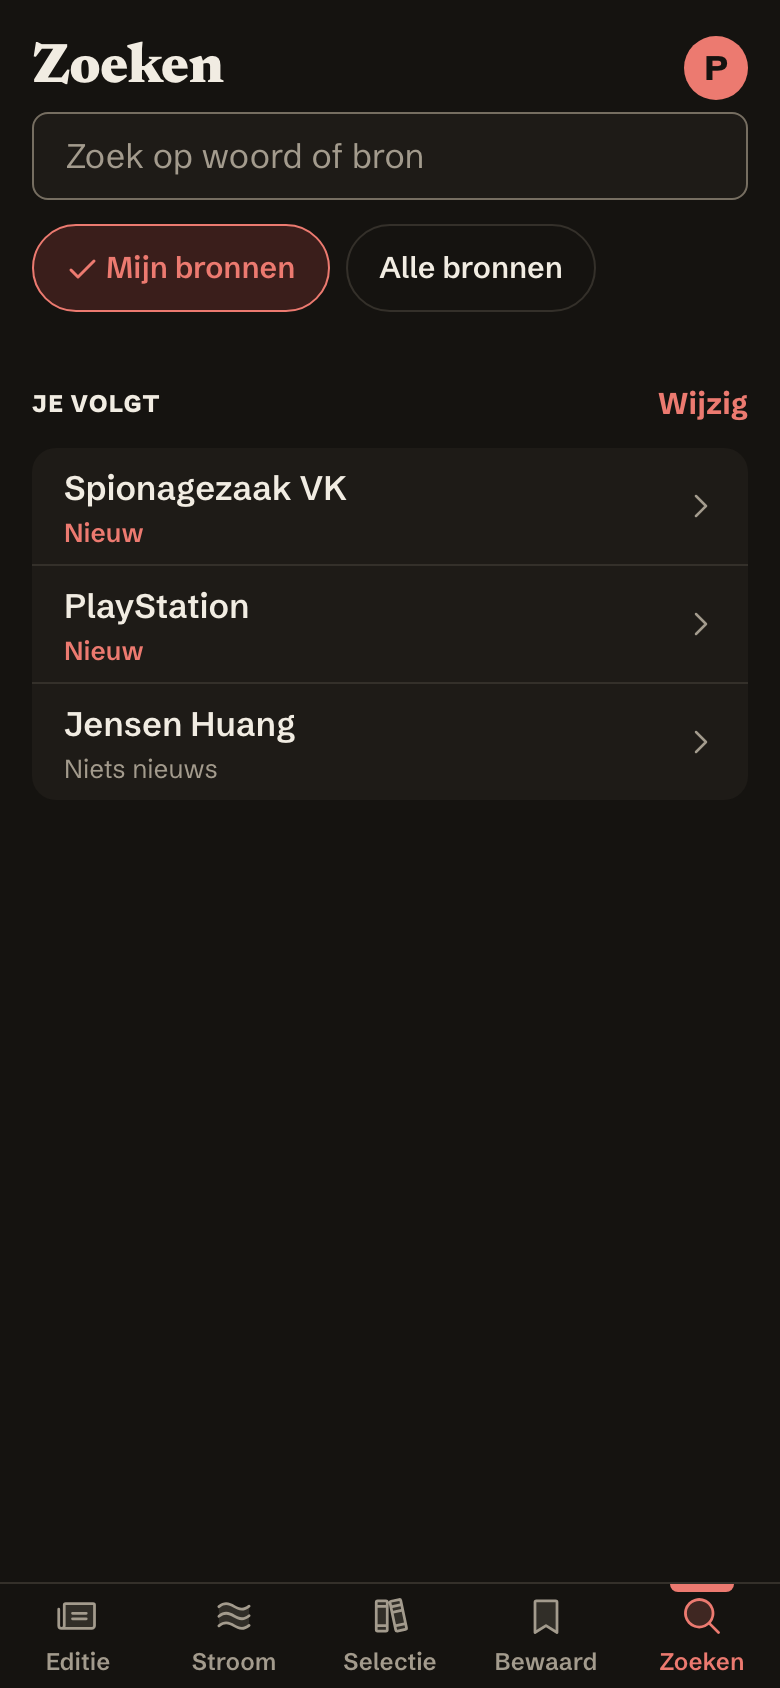 Zoeken
P
Zoek op woord of bron
Mijn bronnen
Alle bronnen
JE VOLGT
Wijzig
Spionagezaak VK
Nieuw
PlayStation
Nieuw
Jensen Huang
Niets nieuws
Editie
Stroom
Selectie
Bewaard
Zoeken